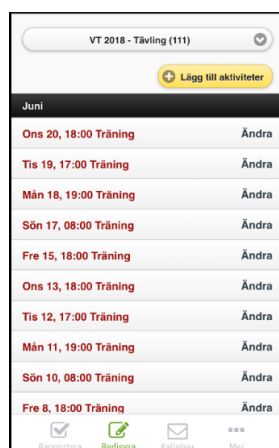 VT 2018 - Tävling (111)
Lägg till aktiviteter
Juni
Ons 20, 18:00 Träning Ändra
Tis 19, 17:00 Träning Ändra
Mån 18, 19:00 Träning Ändra
Sön 17, 08:00 Träning Ändra
Fre 15, 18:00 Träning Ändra
Ons 13, 18:00 Träning Ändra
Tis 12, 17:00 Träning Ändra
Mån 11, 19:00 Träning Ändra
Sön 10, 08:00 Träning Ändra
Fre 8, 18:00 Träning Ändra
Rapportera Redigera Kallelser Mer